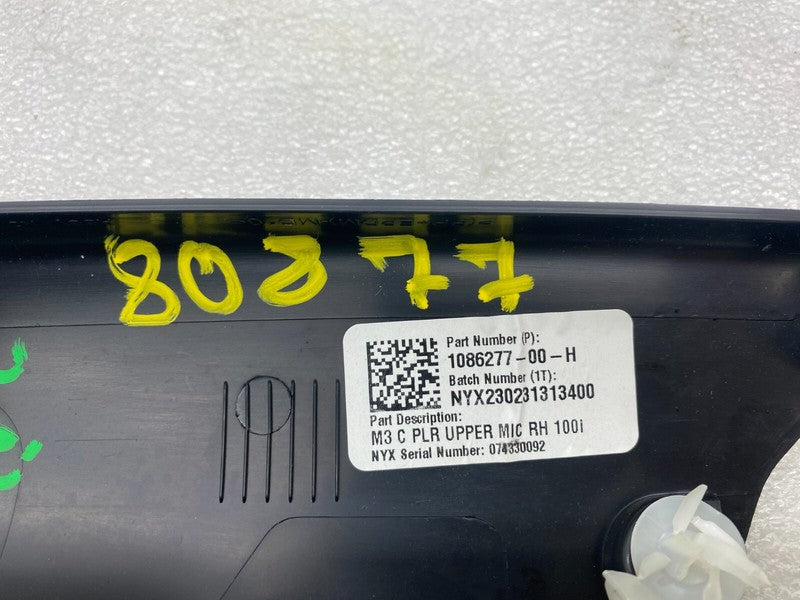 80877
Part Number (P):
1086277-00-H
Batch Number (1T):
NYX230231313400
Part Description:
M3 C PLR UPPER MIC RH 100i
NYX Serial Number: 074330092